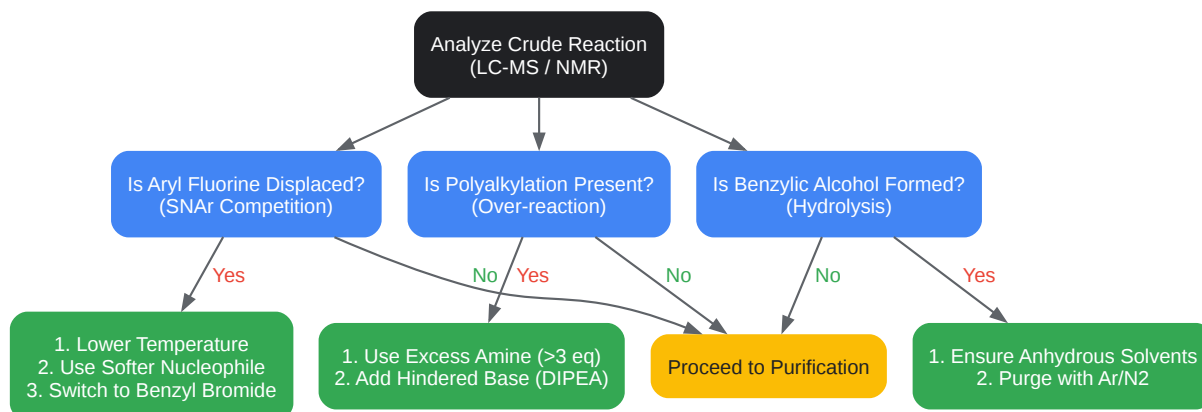 Analyze Crude Reaction
(LC-MS / NMR)
Is Aryl Fluorine Displaced?
(SNAr Competition)
Is Polyalkylation Present?
(Over-reaction)
Is Benzylic Alcohol Formed?
(Hydrolysis)
Yes
No
Yes
No
No
Yes
1. Lower Temperature
2. Use Softer Nucleophile
3. Switch to Benzyl Bromide
1. Use Excess Amine (>3 eq)
2. Add Hindered Base (DIPEA)
Proceed to Purification
1. Ensure Anhydrous Solvents
2. Purge with Ar/N2